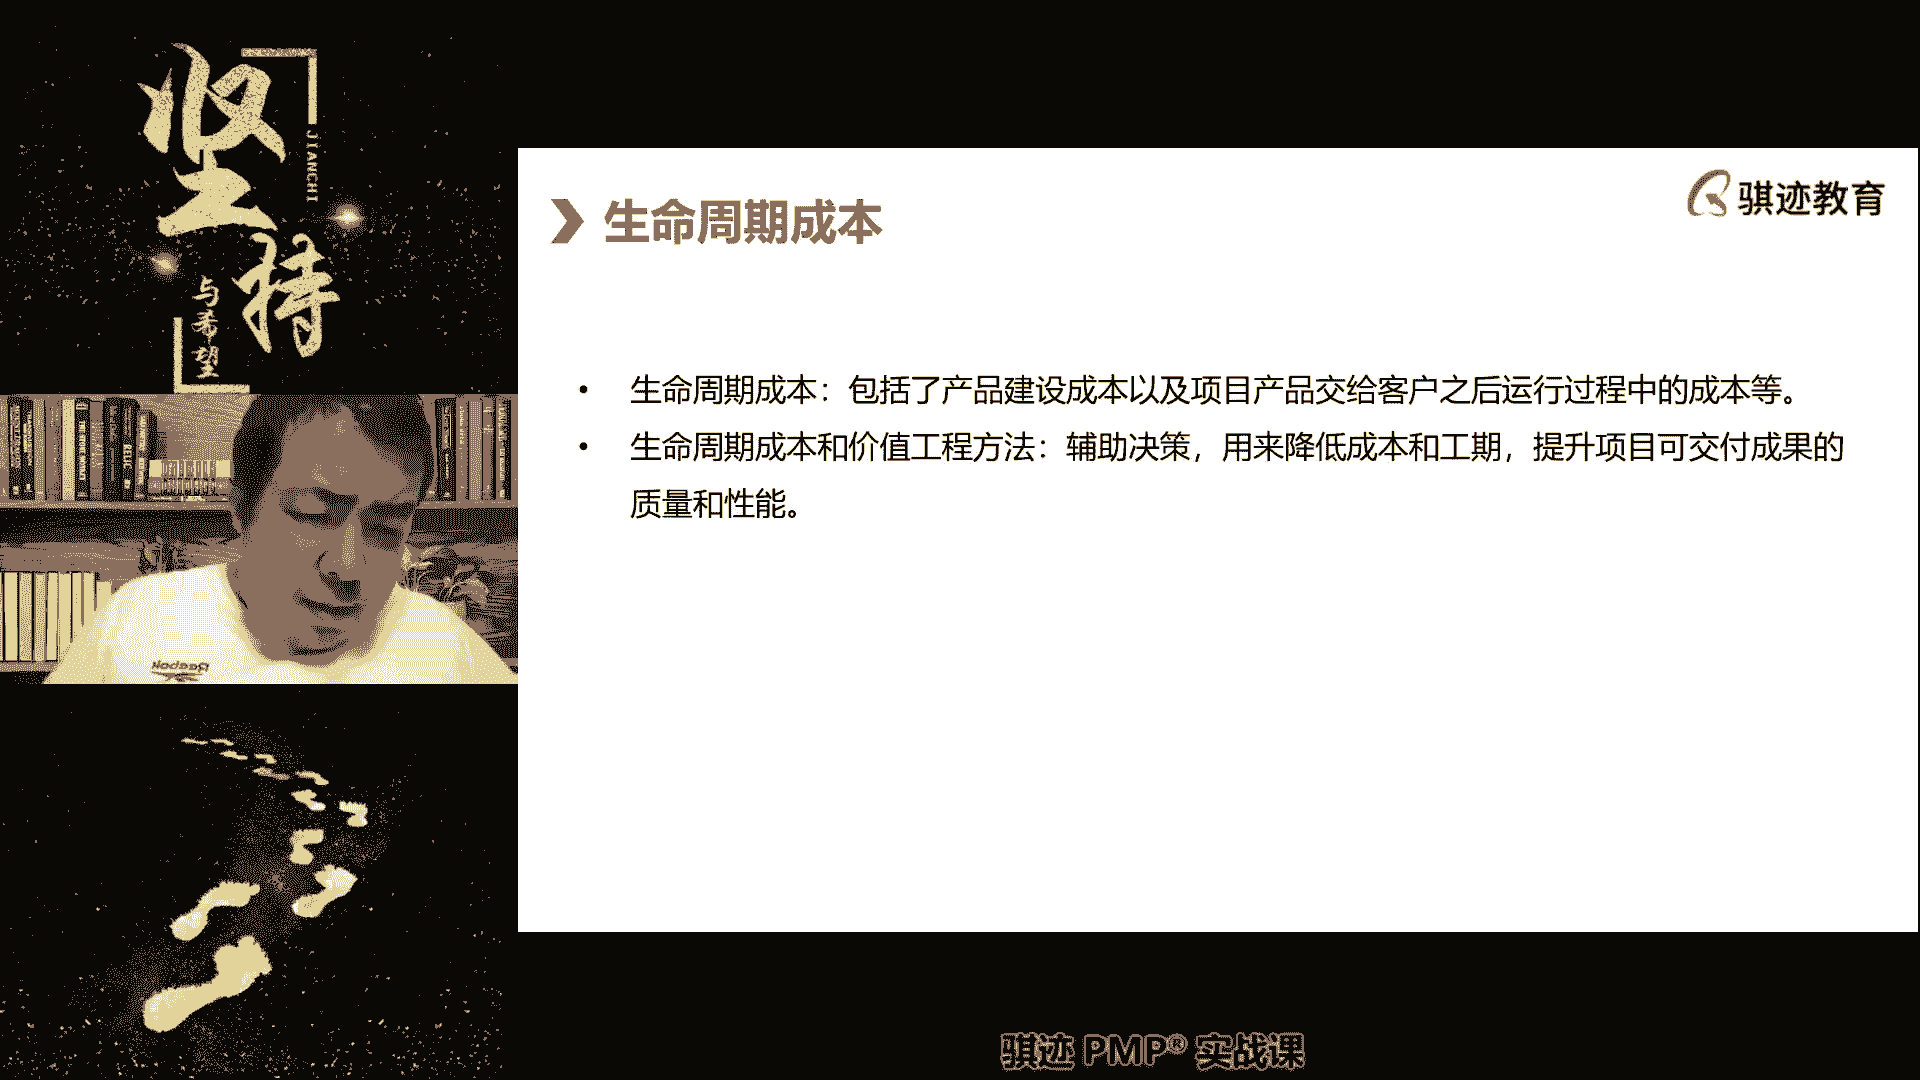 坚持
JIANCHI
与希望
骐迹教育
生命周期成本
• 生命周期成本：包括了产品建设成本以及项目产品交给客户之后运行过程中的成本等。
• 生命周期成本和价值工程方法：辅助决策，用来降低成本和工期，提升项目可交付成果的
质量和性能。
Reebok
骐迹 PMP® 实战课